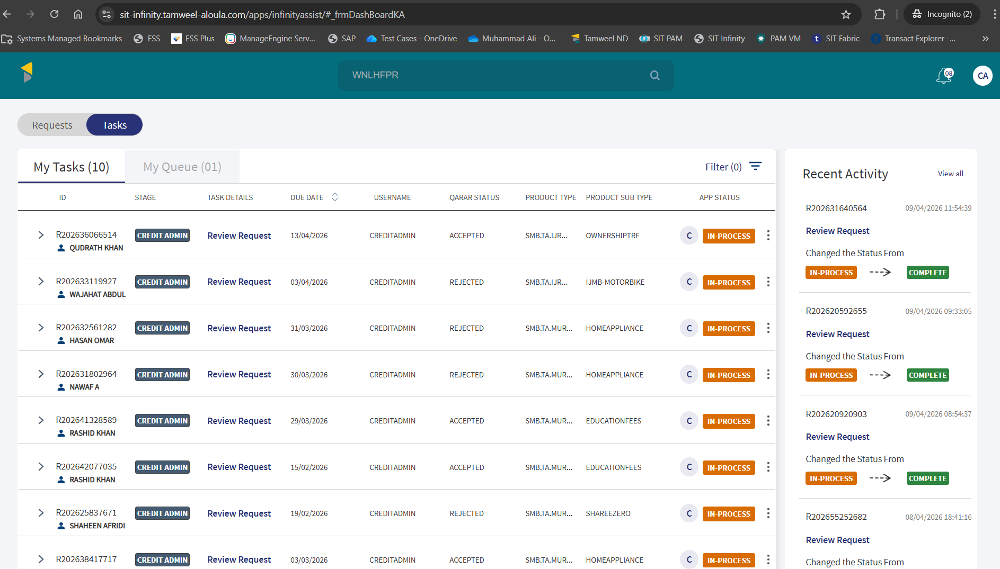 sit-infinity.tamweel-aloula.com/apps/infinityassist/#_frmDashBoardKA
Incognito (2)
Systems Managed Bookmarks
ESS
ESS Plus
ManageEngine Serv...
SAP
Test Cases - OneDrive
Muhammad Ali - O...
Tamweel ND
SIT PAM
SIT Infinity
PAM VM
SIT Fabric
Transact Explorer -...
WNLHFPR
08
CA
Requests
Tasks
My Tasks (10)
My Queue (01)
Filter (0)
ID STAGE TASK DETAILS DUE DATE USERNAME QARAR STATUS PRODUCT TYPE PRODUCT SUB TYPE APP STATUS
R202636066514 CREDIT ADMIN Review Request 13/04/2026 CREDITADMIN ACCEPTED SMB.TA.IJR... OWNERSHIPTRF C IN-PROCESS
QUDRATH KHAN
R202633119927 CREDIT ADMIN Review Request 03/04/2026 CREDITADMIN REJECTED SMB.TA.IJR... IJMB-MOTORBIKE C IN-PROCESS
WAJAHAT ABDUL
R202632561282 CREDIT ADMIN Review Request 31/03/2026 CREDITADMIN REJECTED SMB.TA.MUR... HOMEAPPLIANCE C IN-PROCESS
HASAN OMAR
R202631802964 CREDIT ADMIN Review Request 30/03/2026 CREDITADMIN REJECTED SMB.TA.MUR... HOMEAPPLIANCE C IN-PROCESS
NAWAF A
R202641328589 CREDIT ADMIN Review Request 29/03/2026 CREDITADMIN ACCEPTED SMB.TA.MUR... EDUCATIONFEES C IN-PROCESS
RASHID KHAN
R202642077035 CREDIT ADMIN Review Request 15/02/2026 CREDITADMIN ACCEPTED SMB.TA.MUR... EDUCATIONFEES C IN-PROCESS
RASHID KHAN
R202625837671 CREDIT ADMIN Review Request 19/02/2026 CREDITADMIN REJECTED SMB.TA.MUR... SHAREEZERO C IN-PROCESS
SHAHEEN AFRIDI
R202638417717 CREDIT ADMIN Review Request 03/03/2026 CREDITADMIN ACCEPTED SMB.TA.MUR... HOMEAPPLIANCE C IN-PROCESS
Recent Activity
View all
R202631640564 09/04/2026 11:54:39
Review Request
Changed the Status From
IN-PROCESS COMPLETE
R202620592655 09/04/2026 09:33:05
Review Request
Changed the Status From
IN-PROCESS COMPLETE
R202620920903 09/04/2026 08:54:37
Review Request
Changed the Status From
IN-PROCESS COMPLETE
R202655252682 08/04/2026 18:41:16
Review Request
Changed the Status From